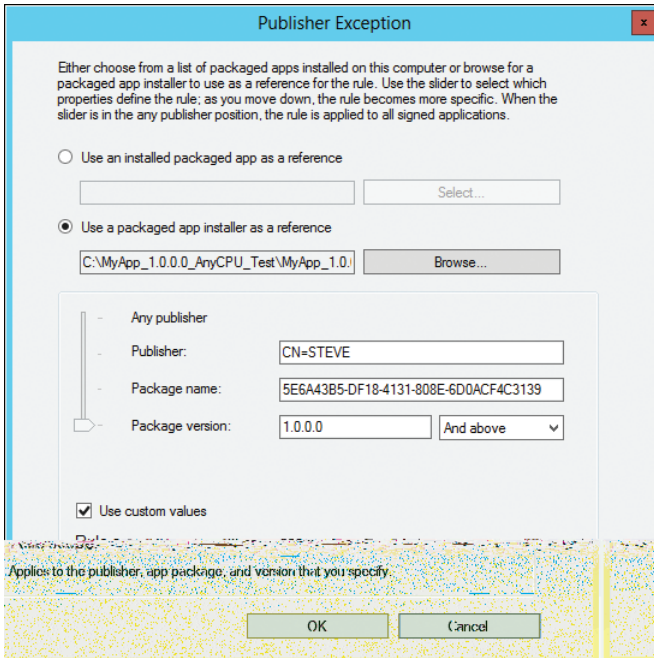 Publisher Exception
x
Either choose from a list of packaged apps installed on this computer or browse for a
packaged app installer to use as a reference for the rule. Use the slider to select which
properties define the rule; as you move down, the rule becomes more specific. When the
slider is in the any publisher position, the rule is applied to all signed applications.
Use an installed packaged app as a reference
Select...
Use a packaged app installer as a reference
C:\MyApp_1.0.0.0_AnyCPU_Test\MyApp_1.0.
Browse...
Any publisher
Publisher:
CN=STEVE
Package name:
5E6A43B5-DF18-4131-808E-6D0ACF4C3139
Package version:
1.0.0.0
And above
Use custom values
Applies to the publisher, app package, and version that you specify.
OK
Cancel